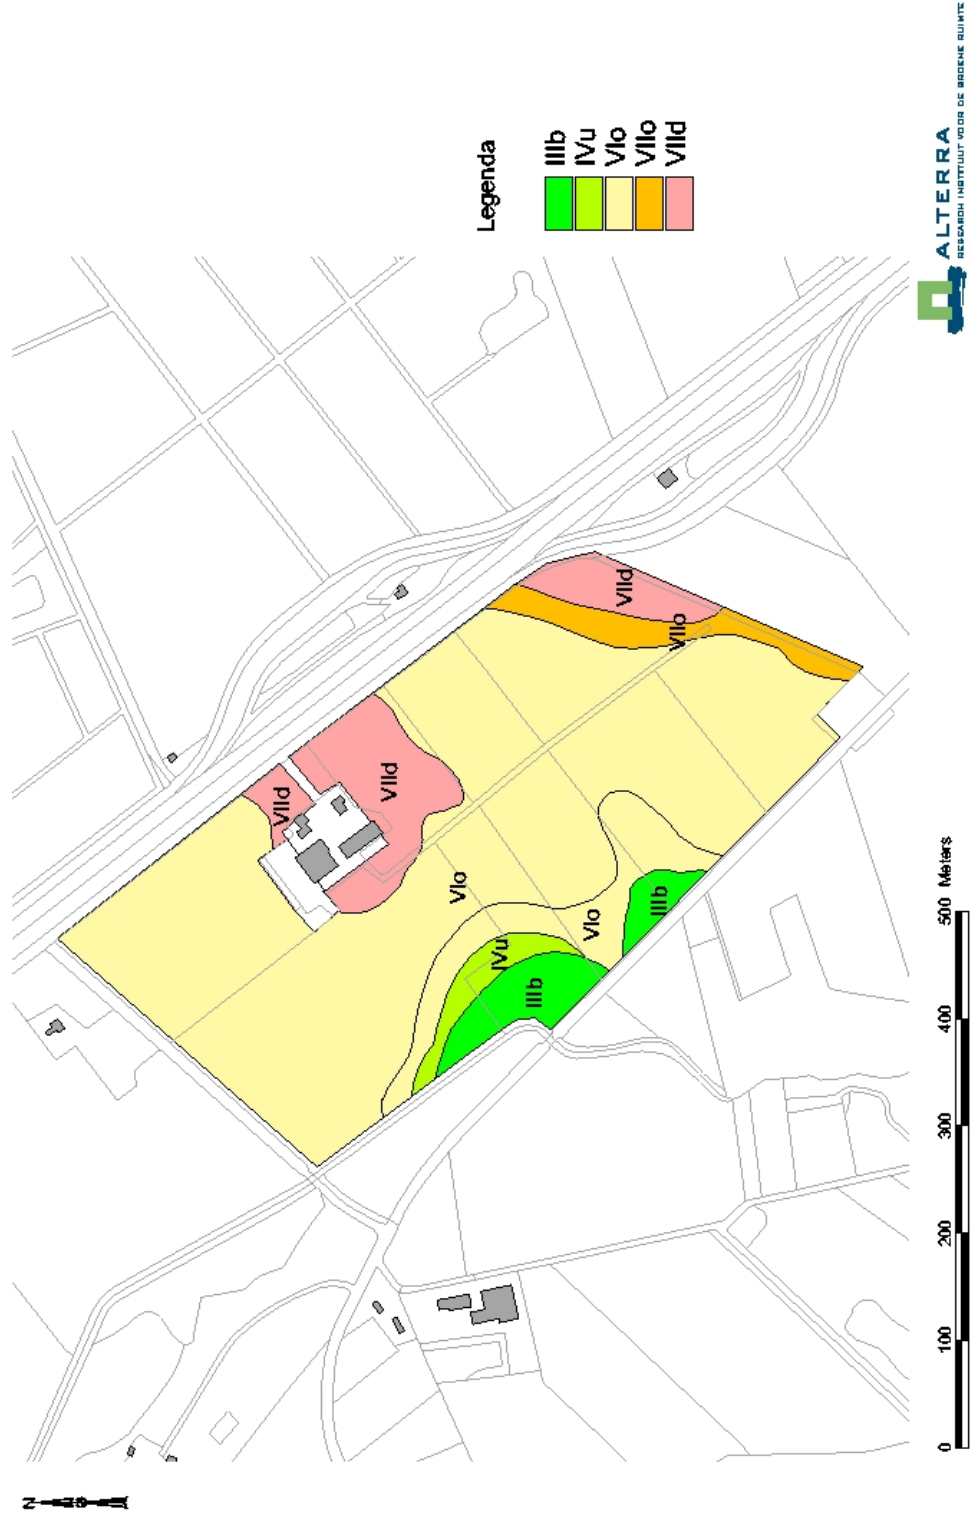 Legenda
IIIb
IVu
VIo
VIIo
VIId
VIId
VIId
VIId
VIIo
VIo
VIo
IVu
IIIb
IIIb
0 100 200 300 400 500 Meters
ALTERRA
RESEARCH INSTITUUT VOOR DE GROENE RUIMTE
N